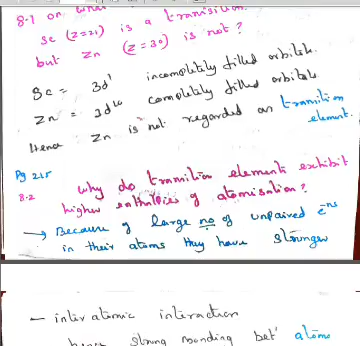 8.1 on what
Sc (Z=21) is a transition
but Zn (Z=30) is not?
Sc = 3d¹ incompletely filled orbitals.
Zn = 3d¹⁰ completely filled orbitals
Hence Zn is not regarded as transition
element.
Pg 215
8.2 Why do transition elements exhibit
higher enthalpies of atomisation?
→ Because of large no of unpaired e⁻ns
in their atoms they have stronger
– inter atomic interaction
hence strong bonding bet' atoms